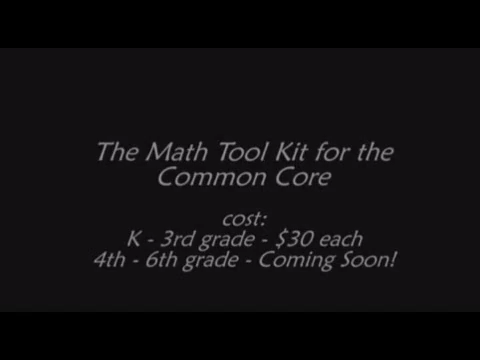 The Math Tool Kit for the
Common Core
cost:
K - 3rd grade - $30 each
4th - 6th grade - Coming Soon!